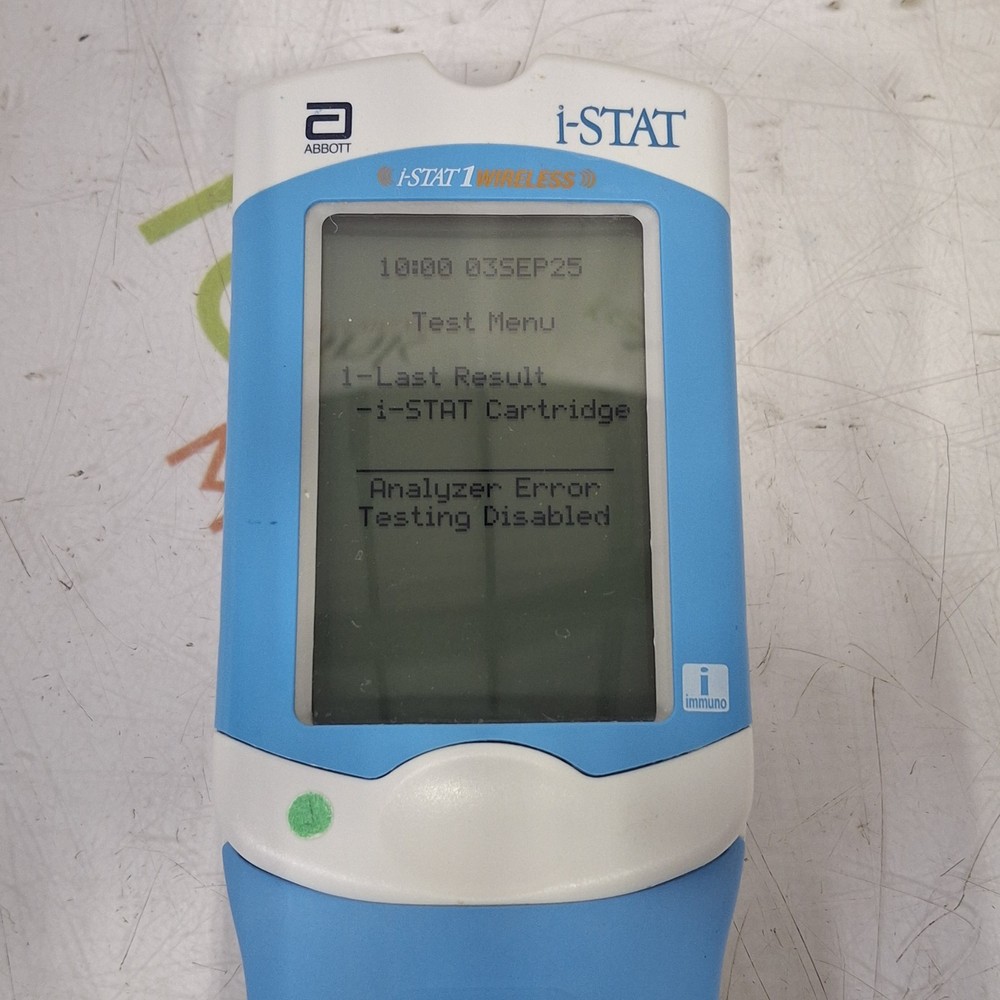 a
ABBOTT
i-STAT
i-STAT 1 WIRELESS
10:00 03SEP25
Test Menu
1-Last Result
-i-STAT Cartridge
Analyzer Error
Testing Disabled
i
immuno